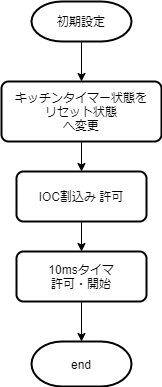 初期設定
キッチンタイマー状態を
リセット状態
へ変更
IOC割込み 許可
10msタイマ
許可・開始
end